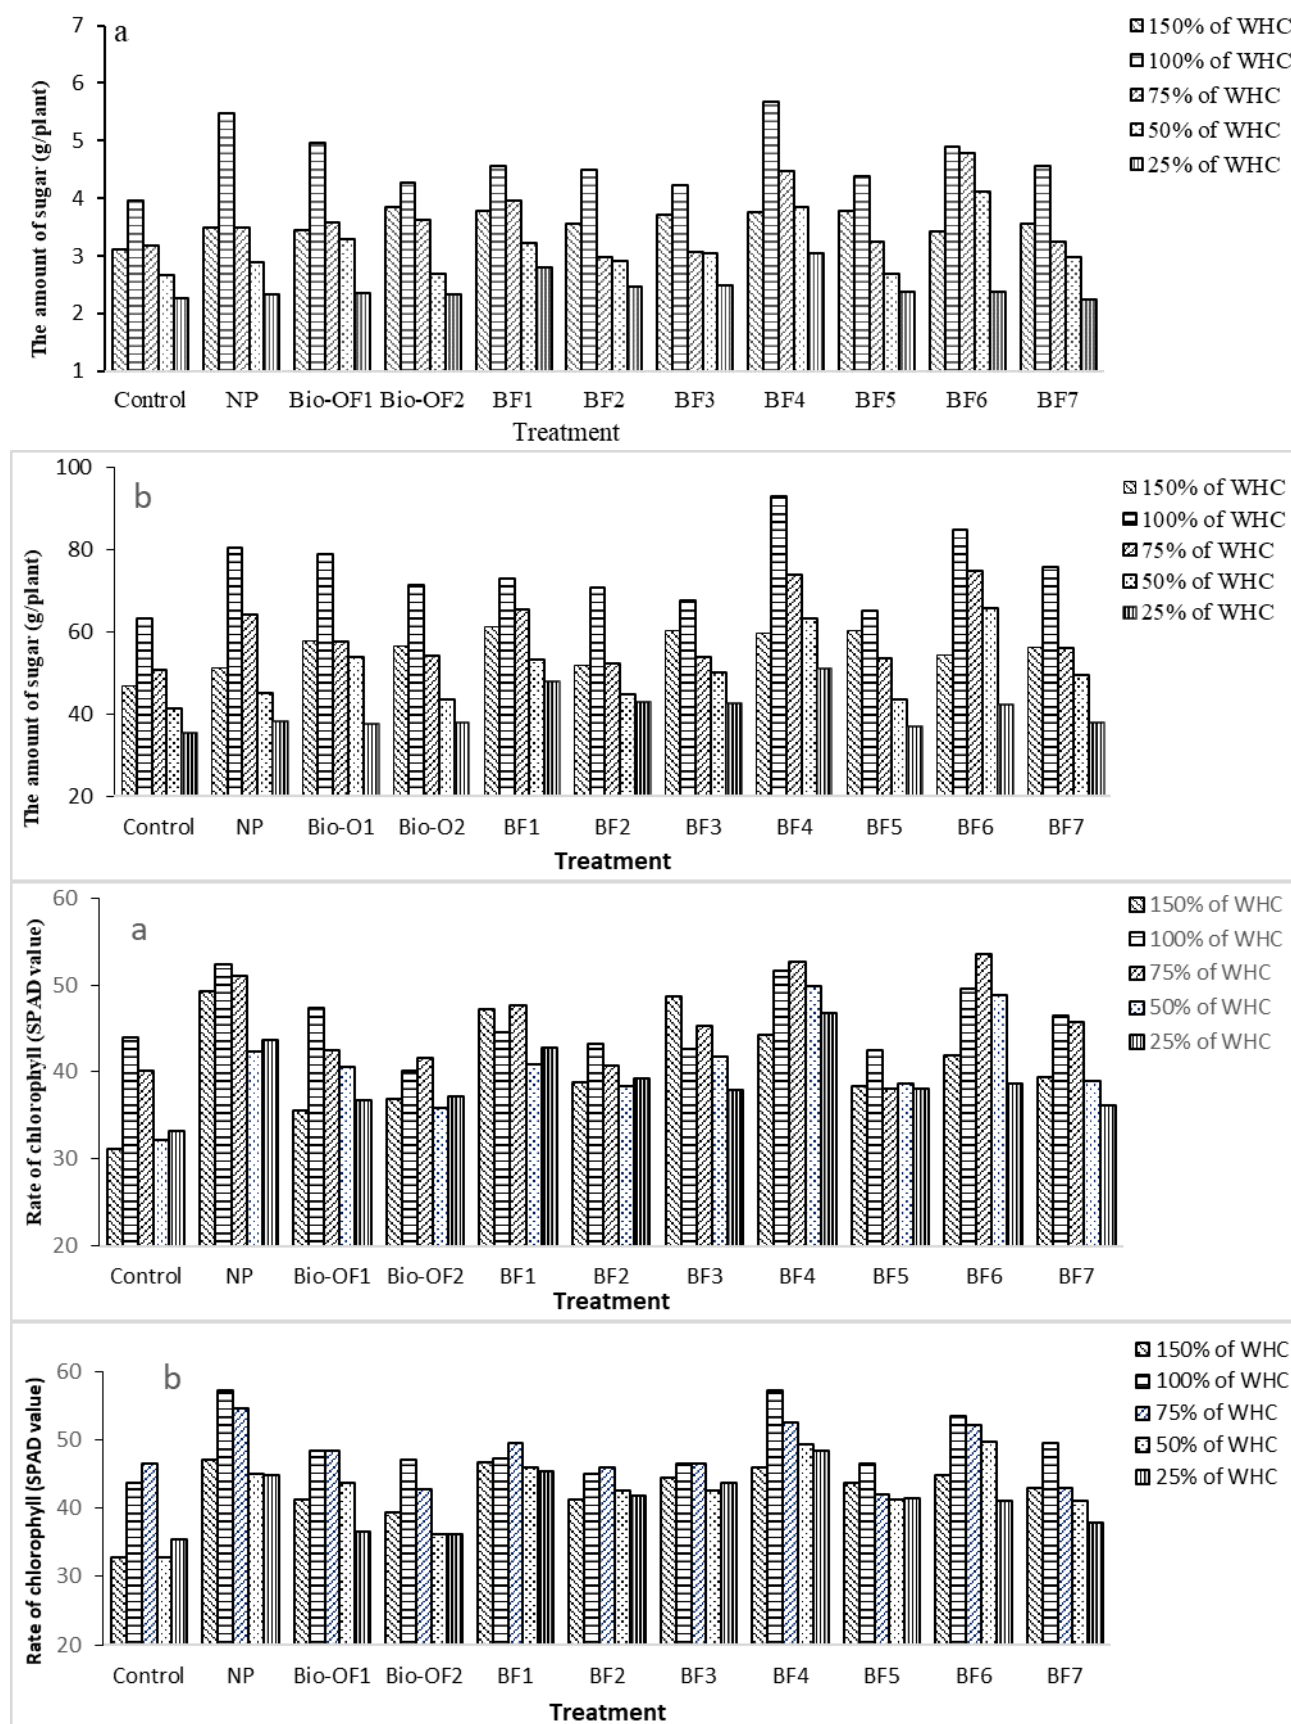 a
7
6
5
4
3
2
1
The amount of sugar (g/plant)
150% of WHC
100% of WHC
75% of WHC
50% of WHC
25% of WHC
Control NP Bio-OF1 Bio-OF2 BF1 BF2 BF3 BF4 BF5 BF6 BF7
Treatment
b
100
80
60
40
20
The amount of sugar (g/plant)
150% of WHC
100% of WHC
75% of WHC
50% of WHC
25% of WHC
Control NP Bio-O1 Bio-O2 BF1 BF2 BF3 BF4 BF5 BF6 BF7
Treatment
a
60
50
40
30
20
Rate of chlorophyll (SPAD value)
150% of WHC
100% of WHC
75% of WHC
50% of WHC
25% of WHC
Control NP Bio-OF1 Bio-OF2 BF1 BF2 BF3 BF4 BF5 BF6 BF7
Treatment
b
60
50
40
30
20
Rate of chlorophyll (SPAD value)
150% of WHC
100% of WHC
75% of WHC
50% of WHC
25% of WHC
Control NP Bio-OF1 Bio-OF2 BF1 BF2 BF3 BF4 BF5 BF6 BF7
Treatment